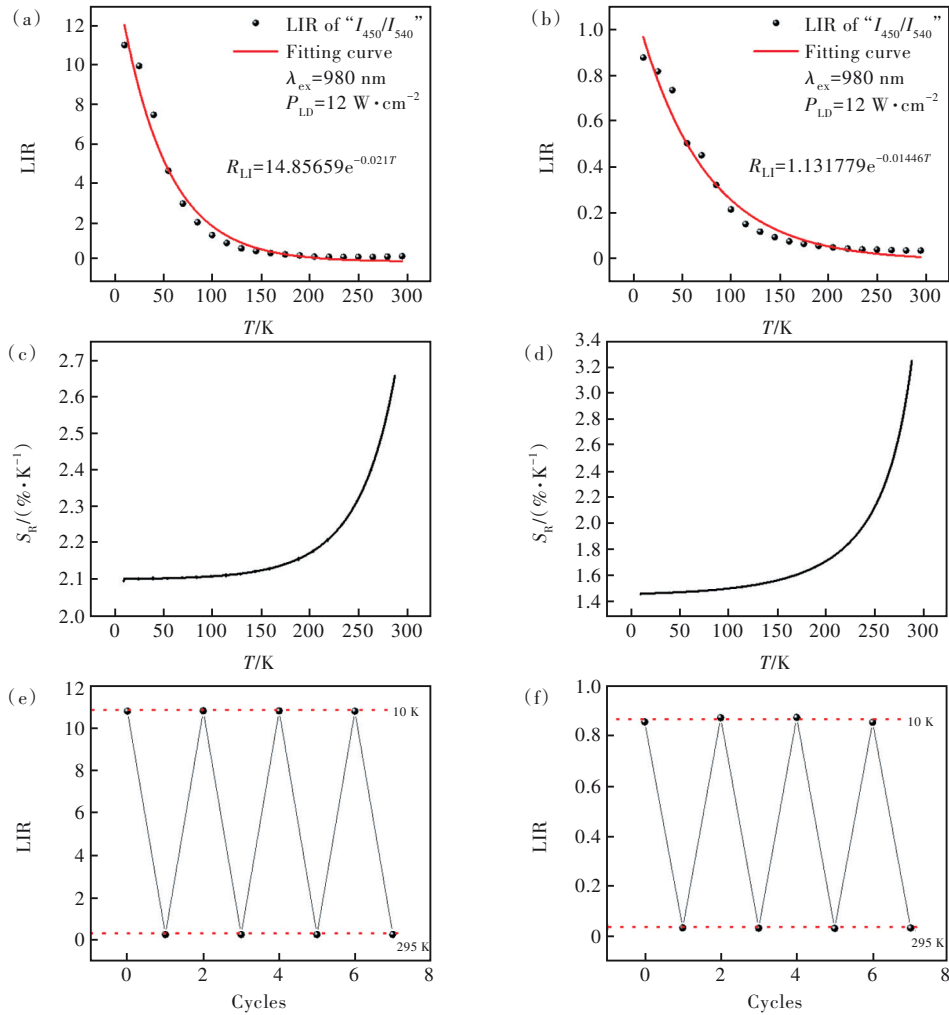 (a)
12
10
8
6
4
2
0
LIR
LIR of “I450/I540”
Fitting curve
λex=980 nm
PLD=12 W·cm−2
RLI=14.85659e−0.021T
0 50 100 150 200 250 300
T/K
(b)
1.0
0.8
0.6
0.4
0.2
0
LIR
LIR of “I450/I540”
Fitting curve
λex=980 nm
PLD=12 W·cm−2
RLI=1.131779e−0.01446T
0 50 100 150 200 250 300
T/K
(c)
2.7
2.6
2.5
2.4
2.3
2.2
2.1
2.0
SR/(%·K−1)
0 50 100 150 200 250 300
T/K
(d)
3.4
3.2
3.0
2.8
2.6
2.4
2.2
2.0
1.8
1.6
1.4
SR/(%·K−1)
0 50 100 150 200 250 300
T/K
(e)
12
10
8
6
4
2
0
LIR
10 K
295 K
0 2 4 6 8
Cycles
(f)
1.0
0.8
0.6
0.4
0.2
0
LIR
10 K
295 K
0 2 4 6 8
Cycles